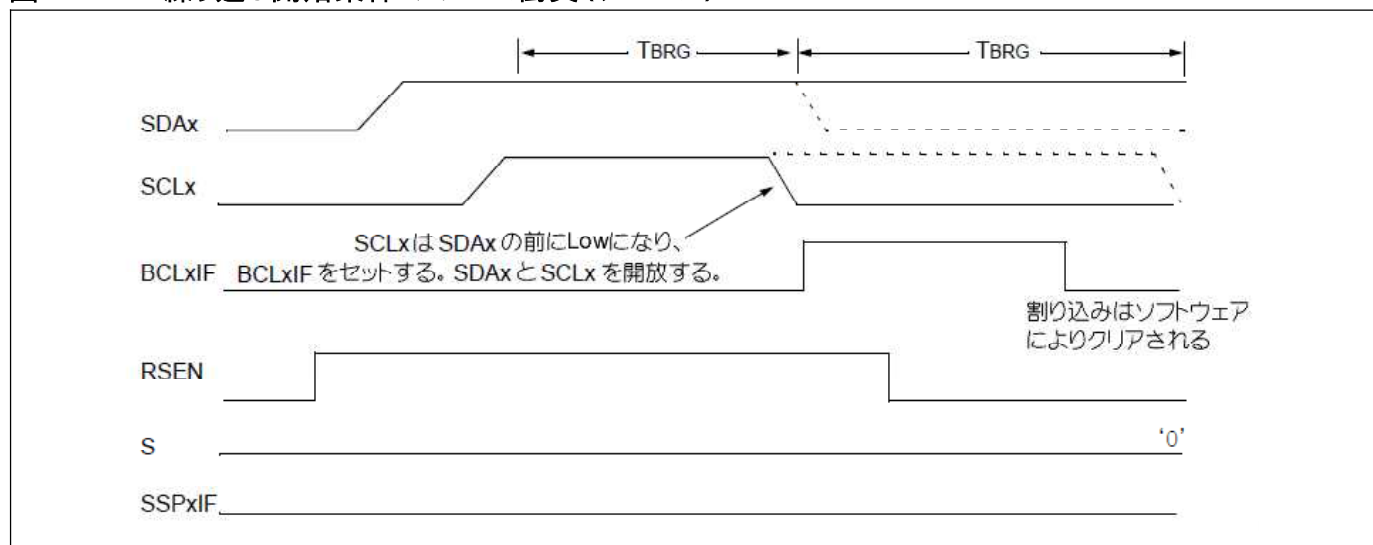 TBRG TBRG
SDAx
SCLx
SCLxはSDAxの前にLowになり、
BCLxIF BCLxIFをセットする。SDAxとSCLxを開放する。
割り込みはソフトウェア
によりクリアされる
RSEN
S '0'
SSPxIF